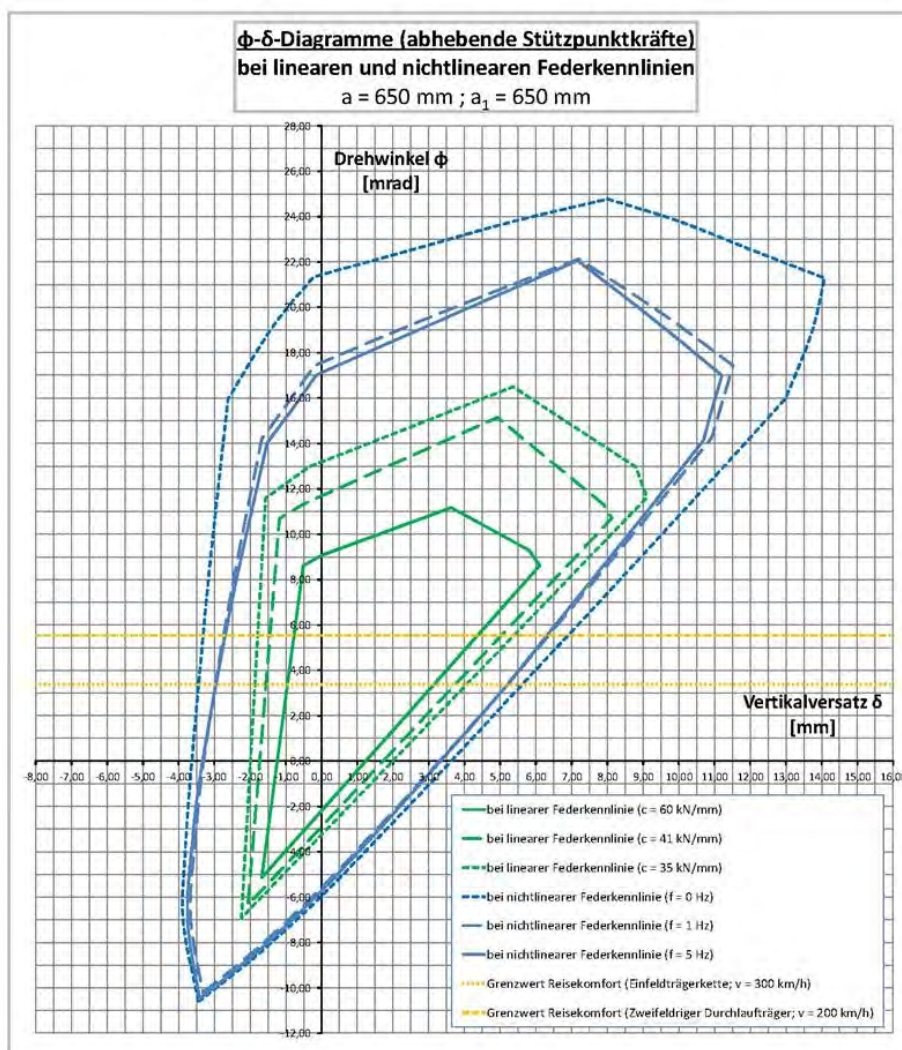 ϕ-δ-Diagramme (abhebende Stützpunktkräfte)
bei linearen und nichtlinearen Federkennlinien
a = 650 mm ; a₁ = 650 mm
28,00
Drehwinkel ϕ
[mrad]
26,00
24,00
22,00
20,00
18,00
16,00
14,00
12,00
10,00
8,00
6,00
4,00
2,00
Vertikalversatz δ
[mm]
-8,00 -7,00 -6,00 -5,00 -4,00 -3,00 -2,00 -1,00 0,00 1,00 2,00 3,00 4,00 5,00 6,00 7,00 8,00 9,00 10,00 11,00 12,00 13,00 14,00 15,00 16,00
-2,00
-4,00
-6,00
-8,00
-10,00
-12,00
bei linearer Federkennlinie (c = 60 kN/mm)
bei linearer Federkennlinie (c = 41 kN/mm)
bei linearer Federkennlinie (c = 35 kN/mm)
bei nichtlinearer Federkennlinie (f = 0 Hz)
bei nichtlinearer Federkennlinie (f = 1 Hz)
bei nichtlinearer Federkennlinie (f = 5 Hz)
Grenzwert Reisekomfort (Einfeldträgerkette; v = 300 km/h)
Grenzwert Reisekomfort (Zweifeldriger Durchlaufträger; v = 200 km/h)